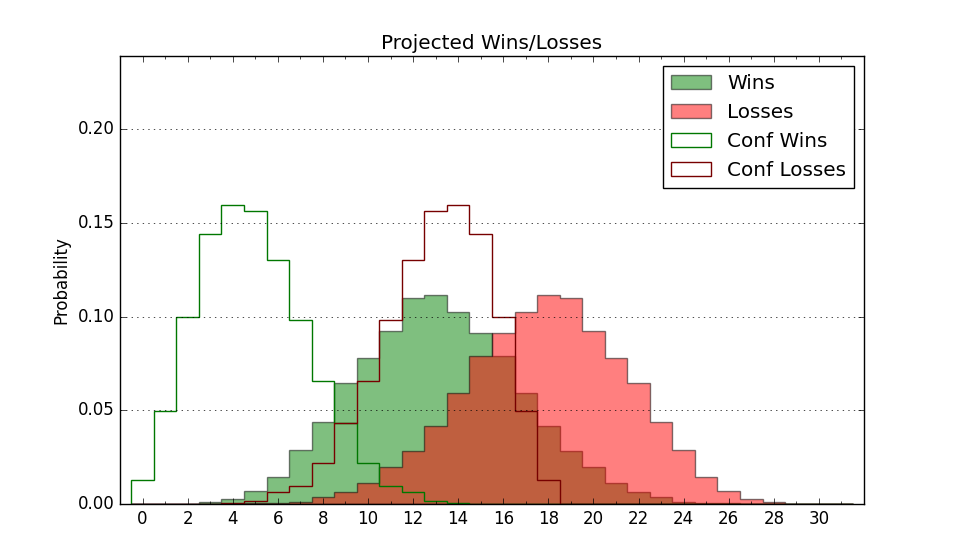 Projected Wins/Losses
Wins
Losses
Conf Wins
Conf Losses
Probability
0.20
0.15
0.10
0.05
0.00
0 2 4 6 8 10 12 14 16 18 20 22 24 26 28 30